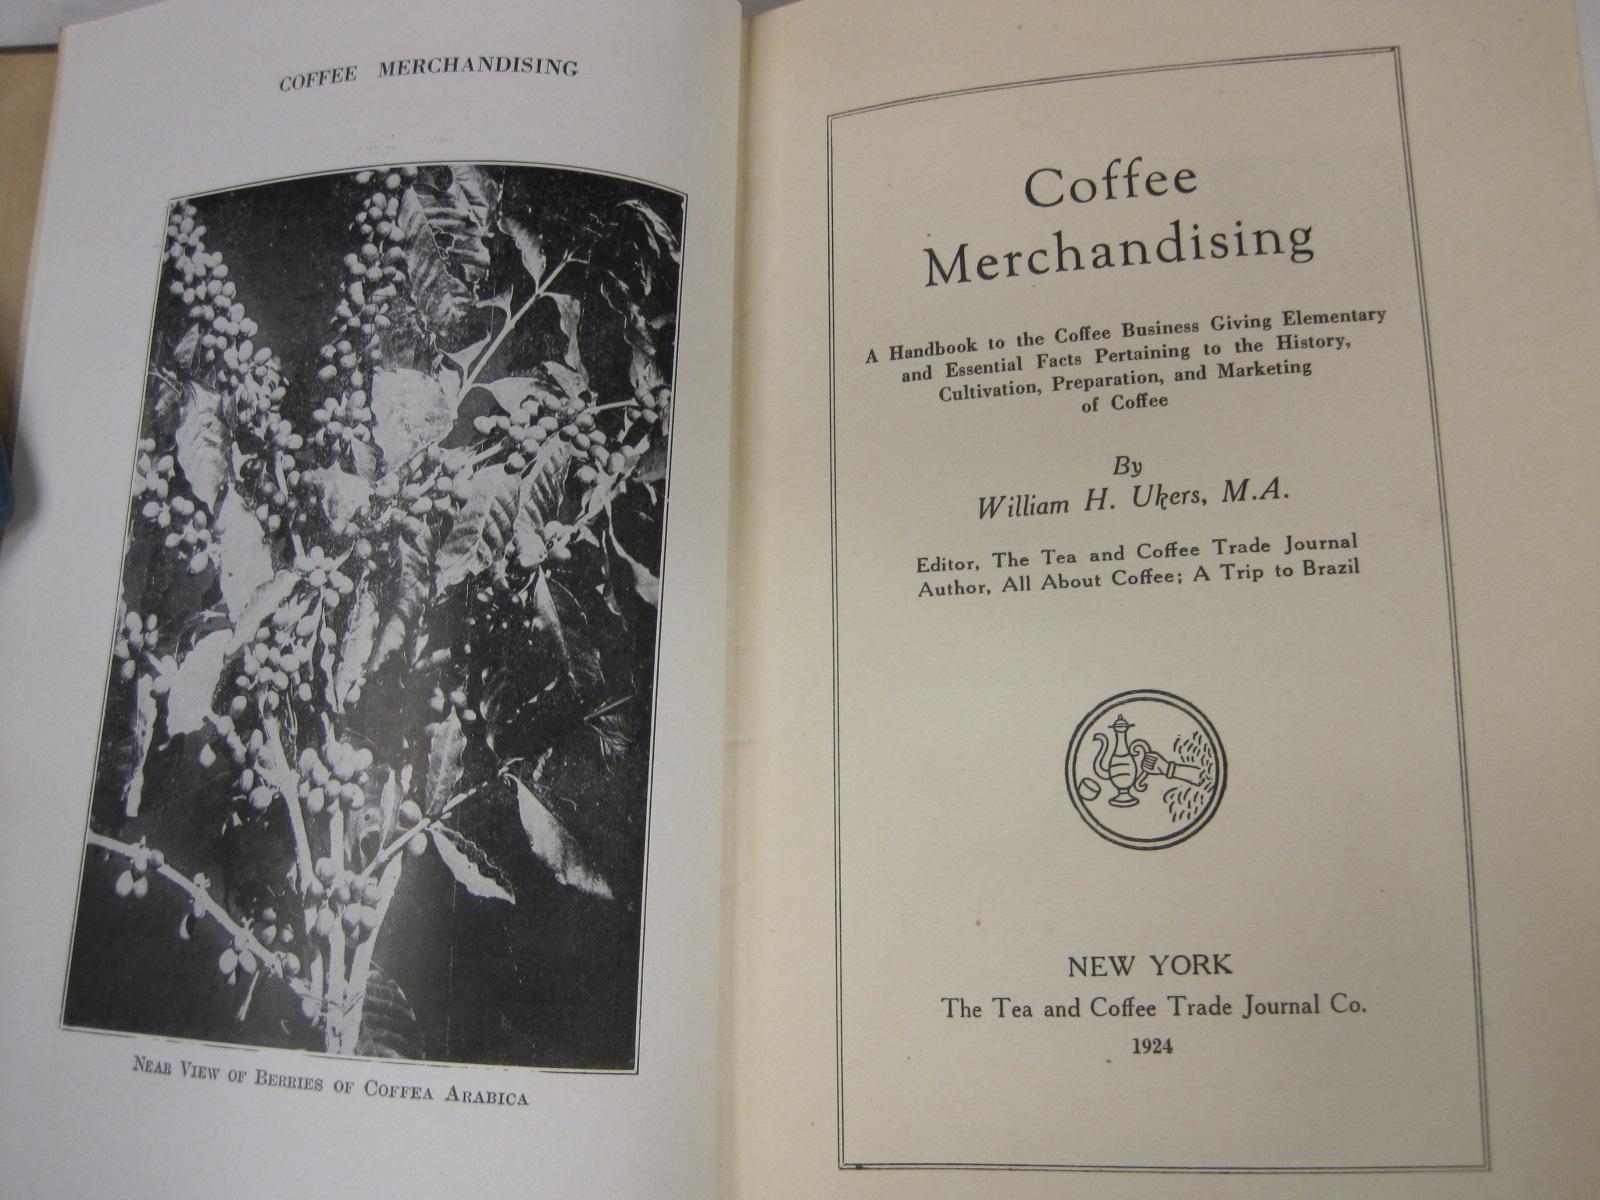 COFFEE MERCHANDISING
NEAR VIEW OF BERRIES OF COFFEA ARABICA
Coffee
Merchandising
A Handbook to the Coffee Business Giving Elementary
and Essential Facts Pertaining to the History,
Cultivation, Preparation, and Marketing
of Coffee
By
William H. Ukers, M.A.
Editor, The Tea and Coffee Trade Journal
Author, All About Coffee; A Trip to Brazil
NEW YORK
The Tea and Coffee Trade Journal Co.
1924